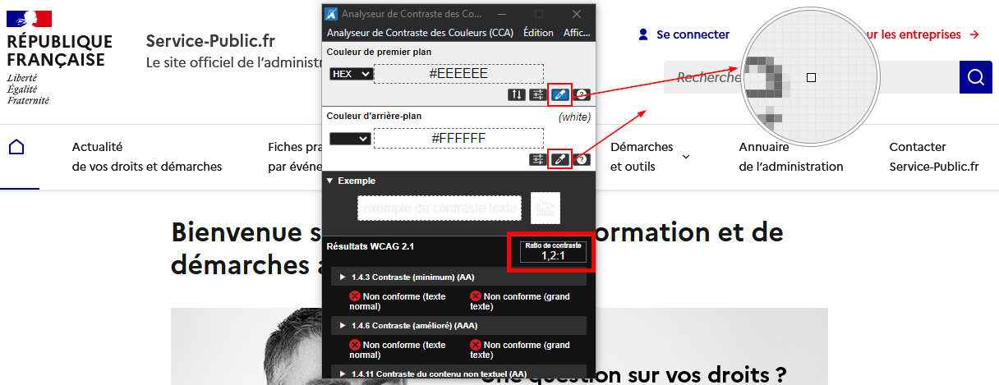 RÉPUBLIQUE
FRANÇAISE
Liberté
Égalité
Fraternité
Service-Public.fr
Le site officiel de l'administr
Se connecter
ur les entreprises
Recherche
Actualité
de vos droits et démarches
Fiches pra
par événe
Démarches
et outils
Annuaire
de l'administration
Contacter
Service-Public.fr
Bienvenue s
ormation et de
démarches a
Une question sur vos droits ?
Analyseur de Contraste des Co...
Analyseur de Contraste des Couleurs (CCA) Édition Affic...
Couleur de premier plan
HEX
#EEEEEE
?
Couleur d'arrière-plan
(white)
#FFFFFF
?
Exemple
exemple de contraste texte
Résultats WCAG 2.1
Ratio de contraste
1,2:1
1.4.3 Contraste (minimum) (AA)
Non conforme (texte normal)
Non conforme (grand texte)
1.4.6 Contraste (amélioré) (AAA)
Non conforme (texte normal)
Non conforme (grand texte)
1.4.11 Contraste du contenu non textuel (AA)